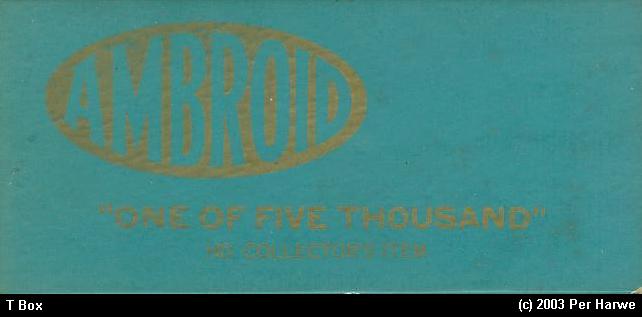 AMBROID
"ONE OF FIVE THOUSAND"
HO COLLECTOR'S ITEM
T Box (c) 2003 Per Harwe